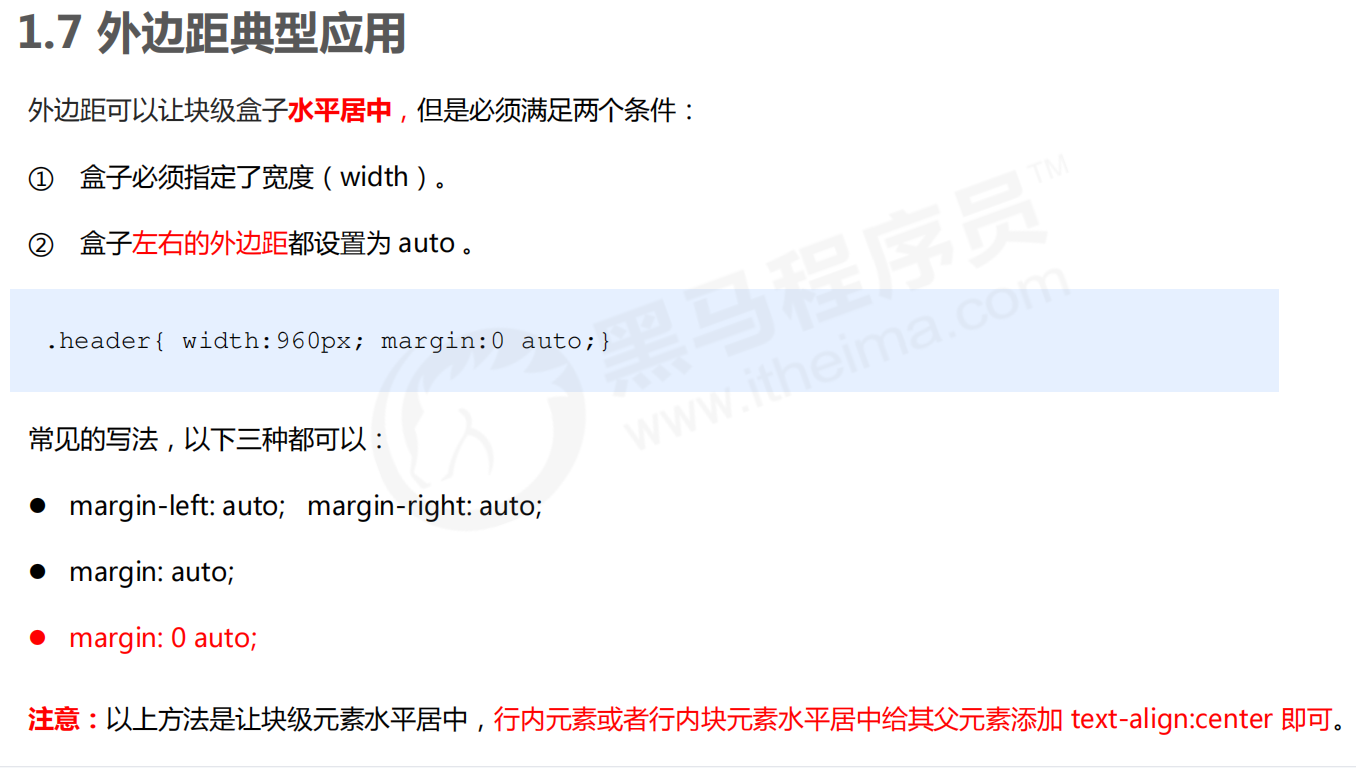 1.7 外边距典型应用
外边距可以让块级盒子水平居中，但是必须满足两个条件：
① 盒子必须指定了宽度（width）。
② 盒子左右的外边距都设置为 auto 。
.header{ width:960px; margin:0 auto;}
常见的写法，以下三种都可以：
● margin-left: auto; margin-right: auto;
● margin: auto;
● margin: 0 auto;
注意：以上方法是让块级元素水平居中，行内元素或者行内块元素水平居中给其父元素添加 text-align:center 即可。
黑马程序员™
www.itheima.com